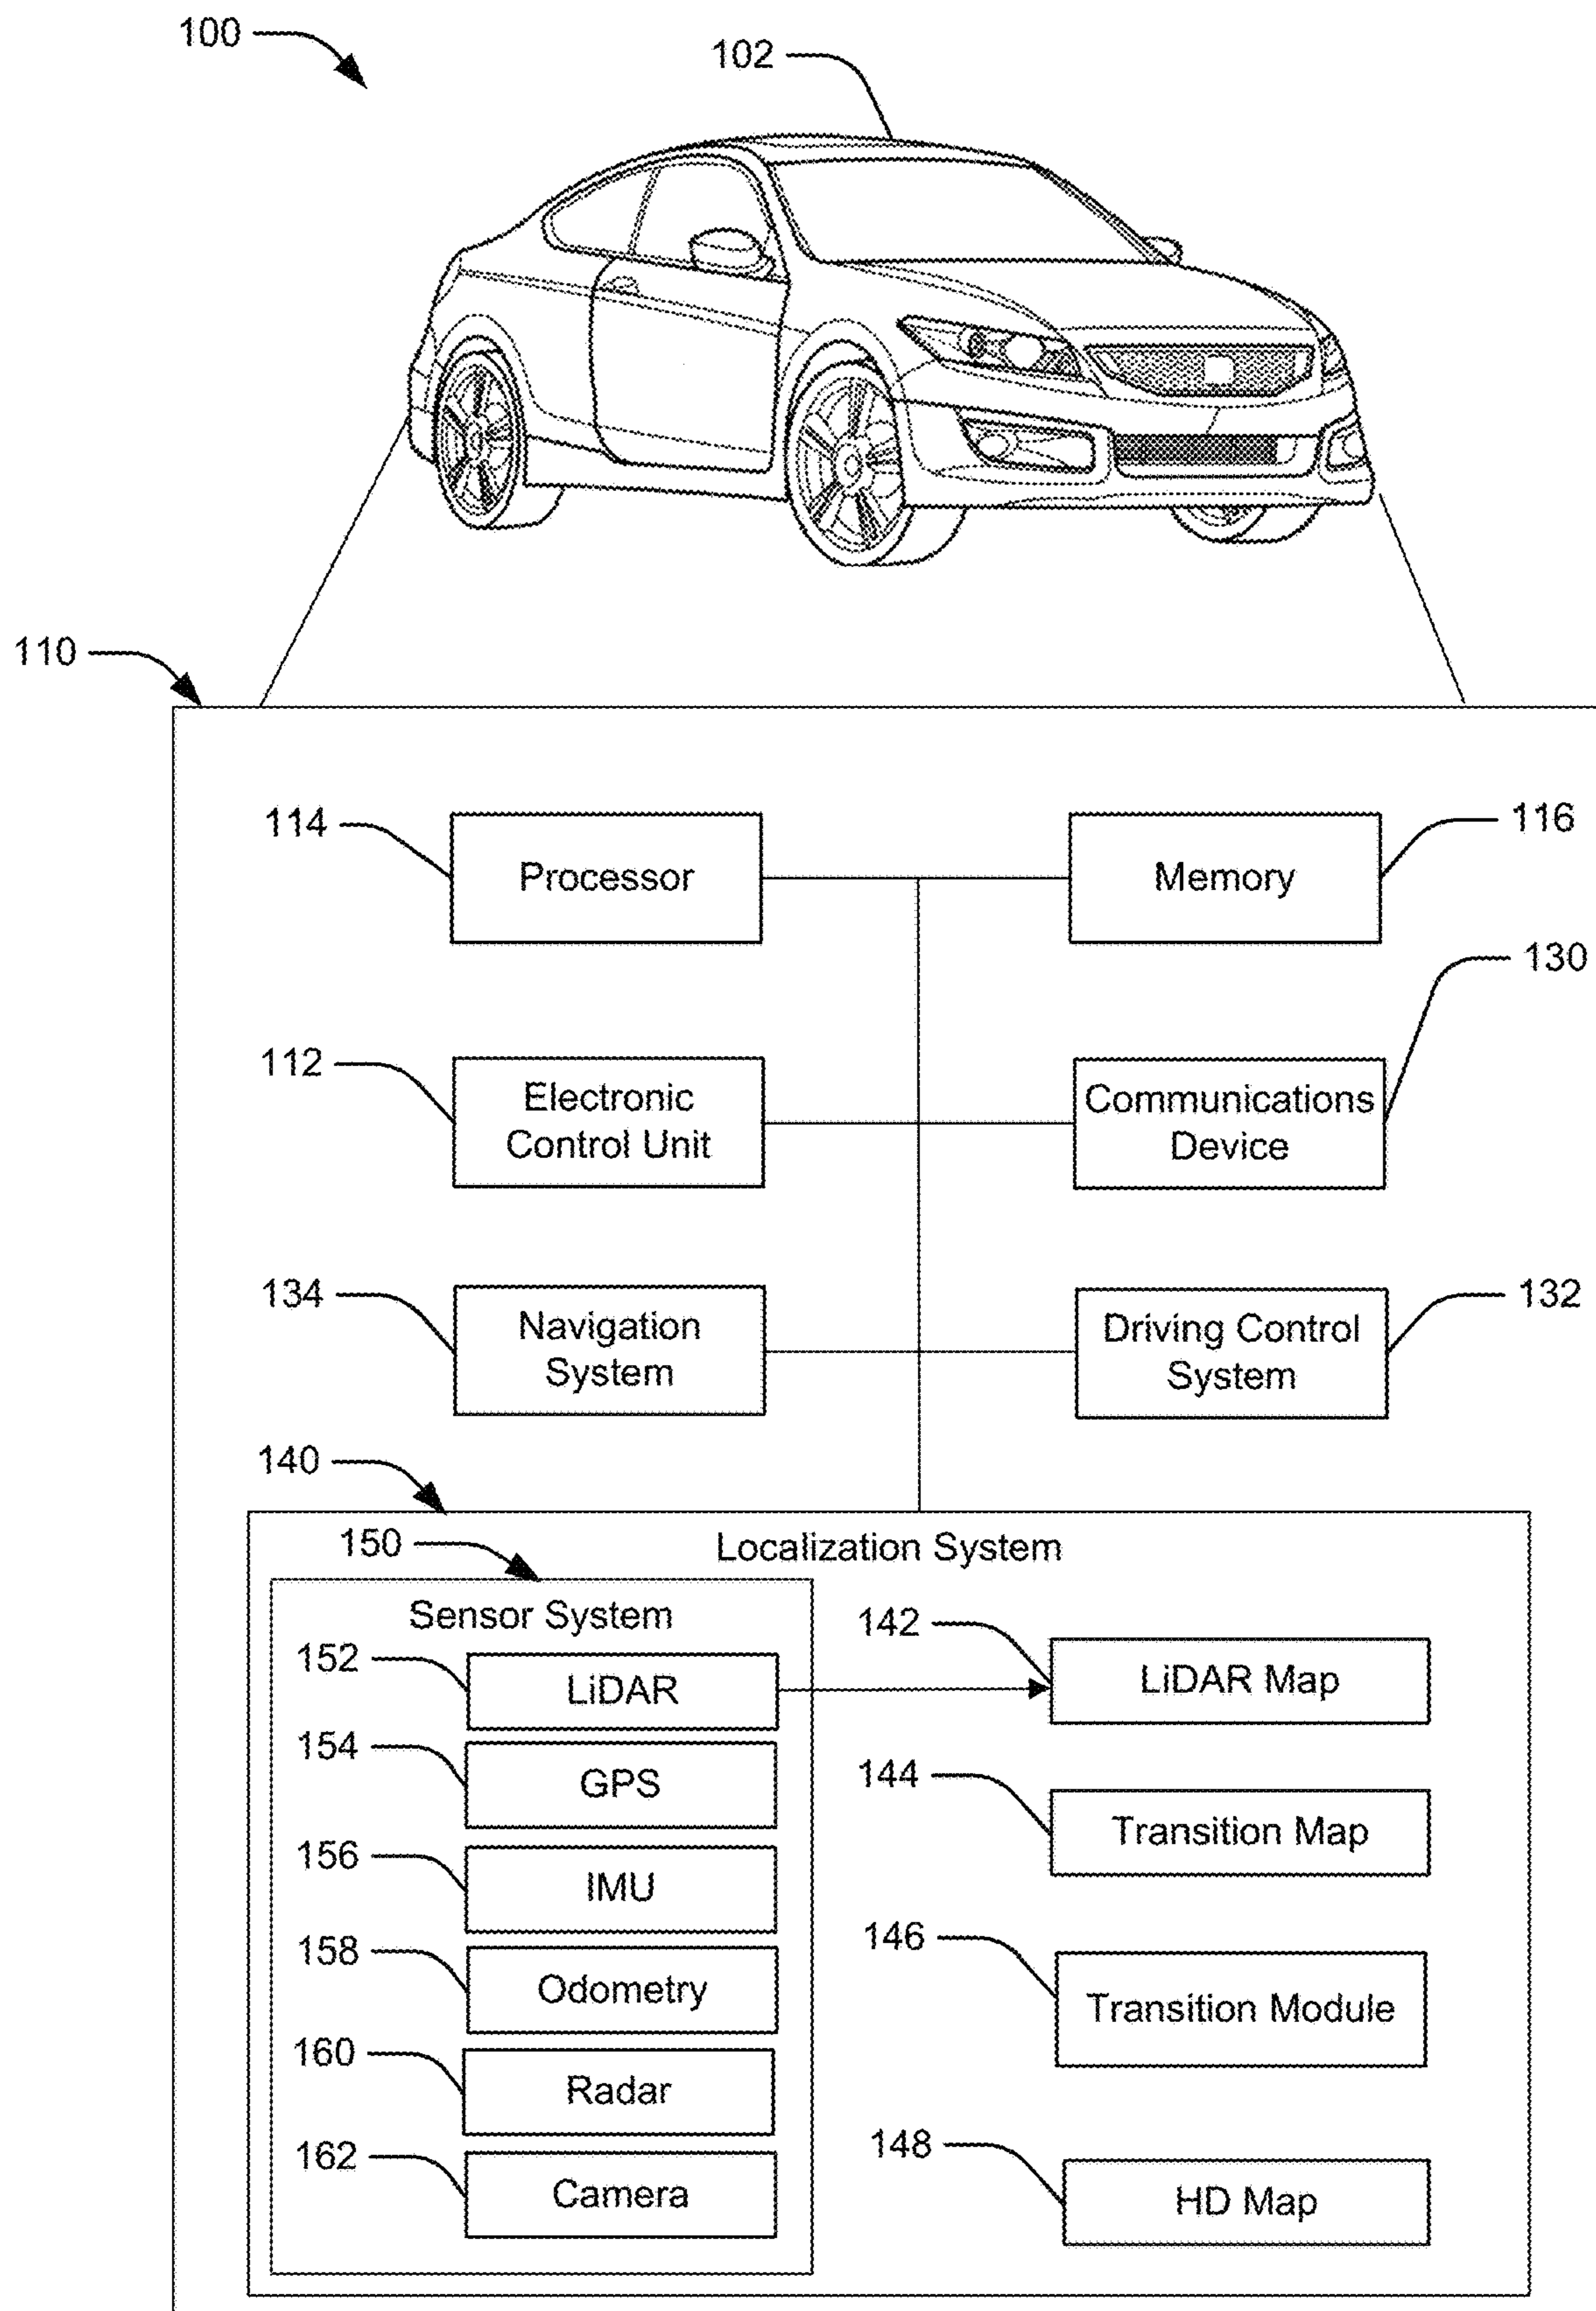 100
102
110
114
Processor
Memory
116
130
112
Electronic
Control Unit
Communications
Device
134
Navigation
System
Driving Control
System
132
140
150
Localization System
Sensor System
152
LiDAR
142
LiDAR Map
154
GPS
144
Transition Map
156
IMU
158
Odometry
146
Transition Module
160
Radar
162
Camera
148
HD Map